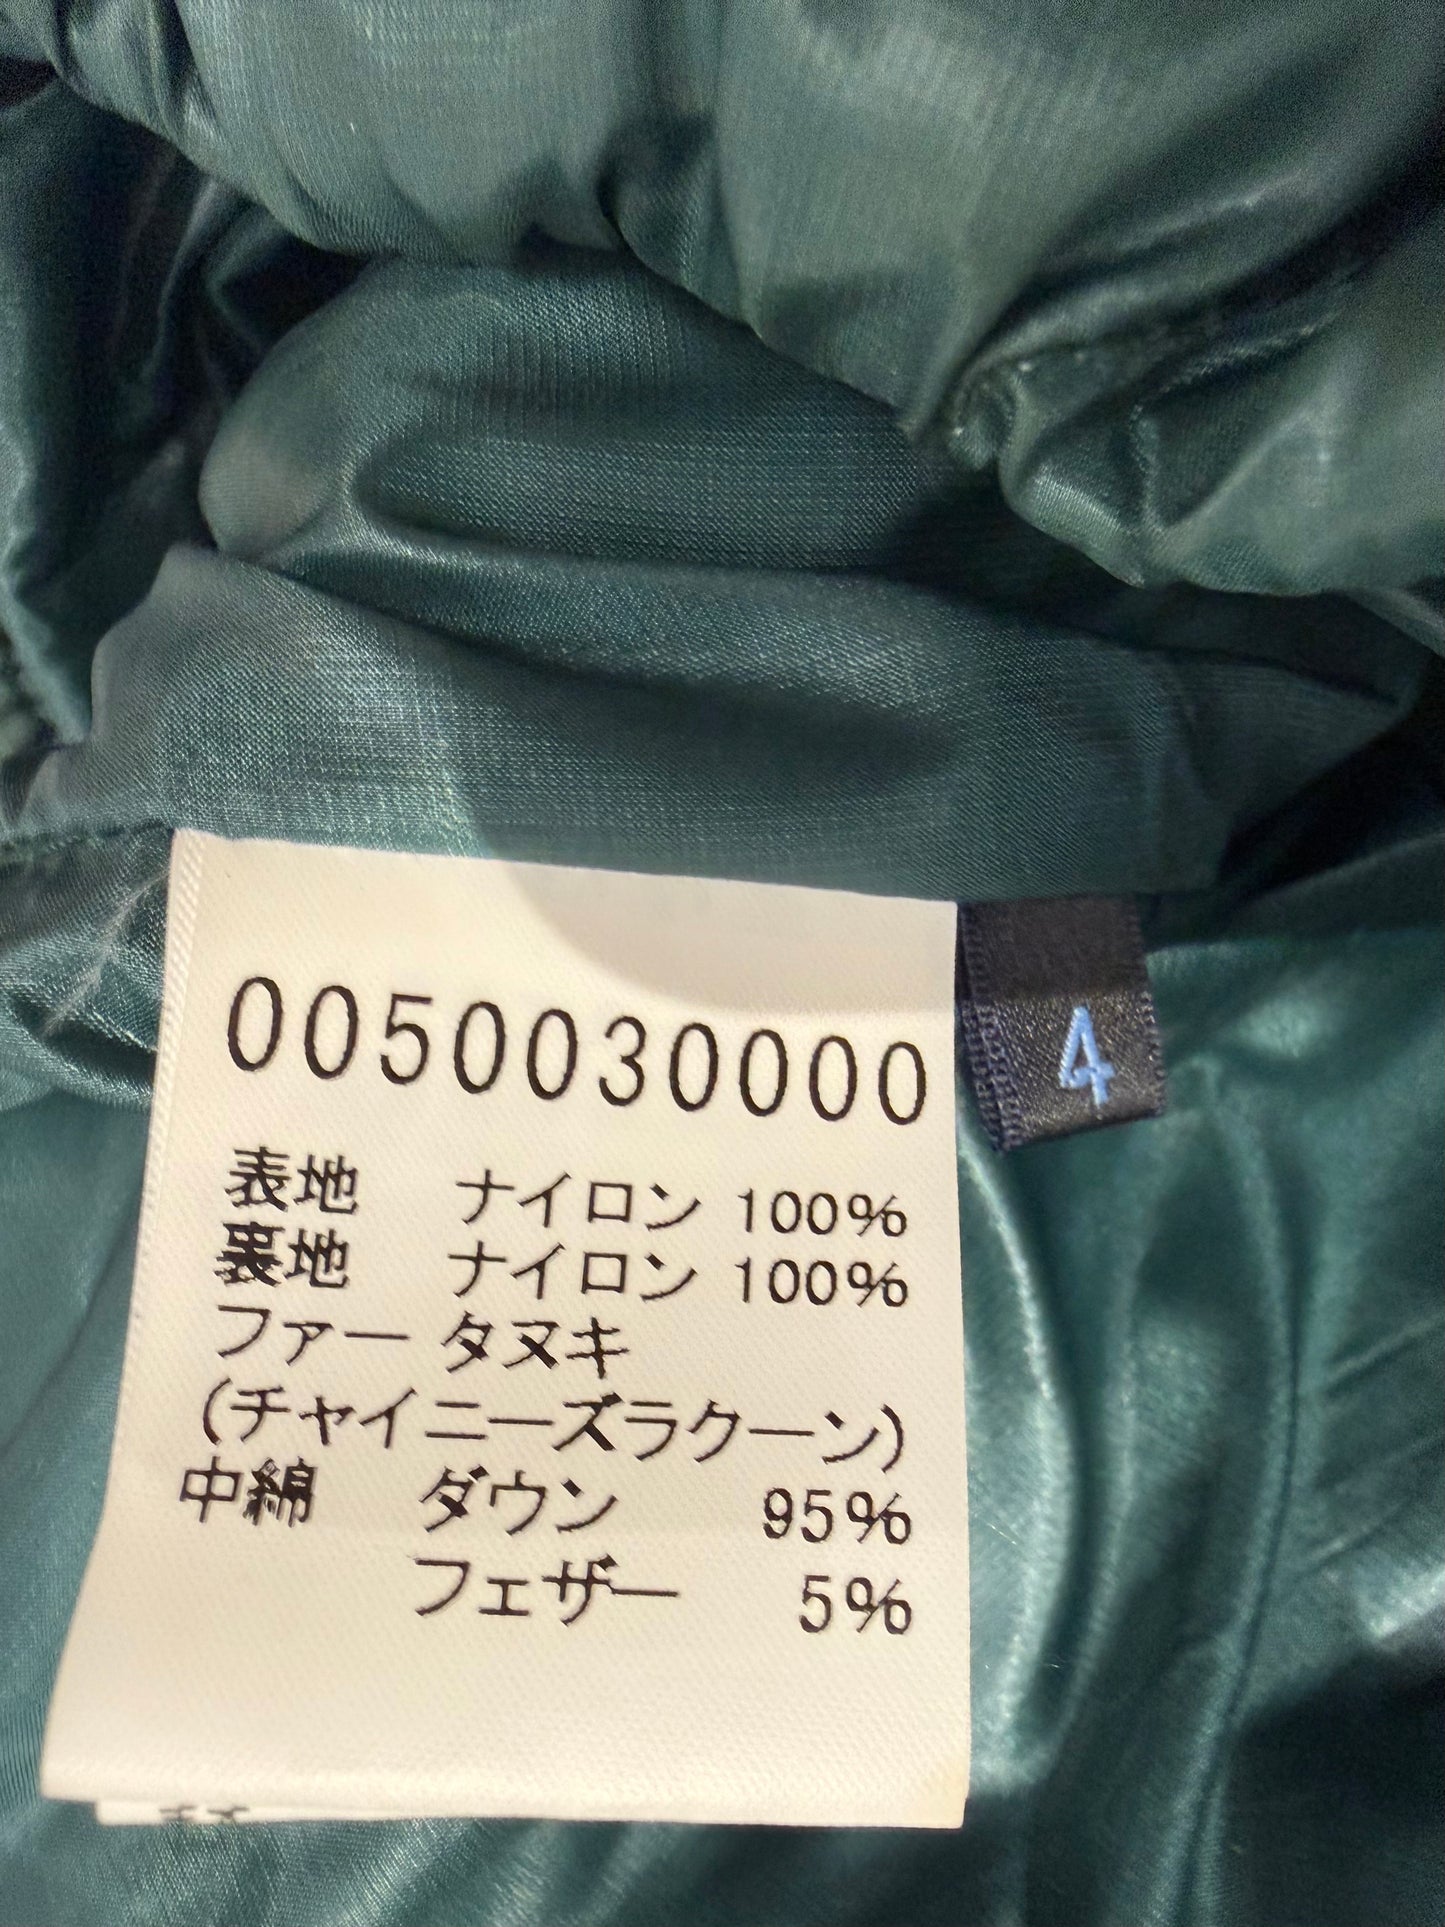 0050030000
4
表地 ナイロン 100%
裏地 ナイロン 100%
ファー タヌキ
(チャイニーズラクーン)
中綿 ダウン 95%
フェザー 5%